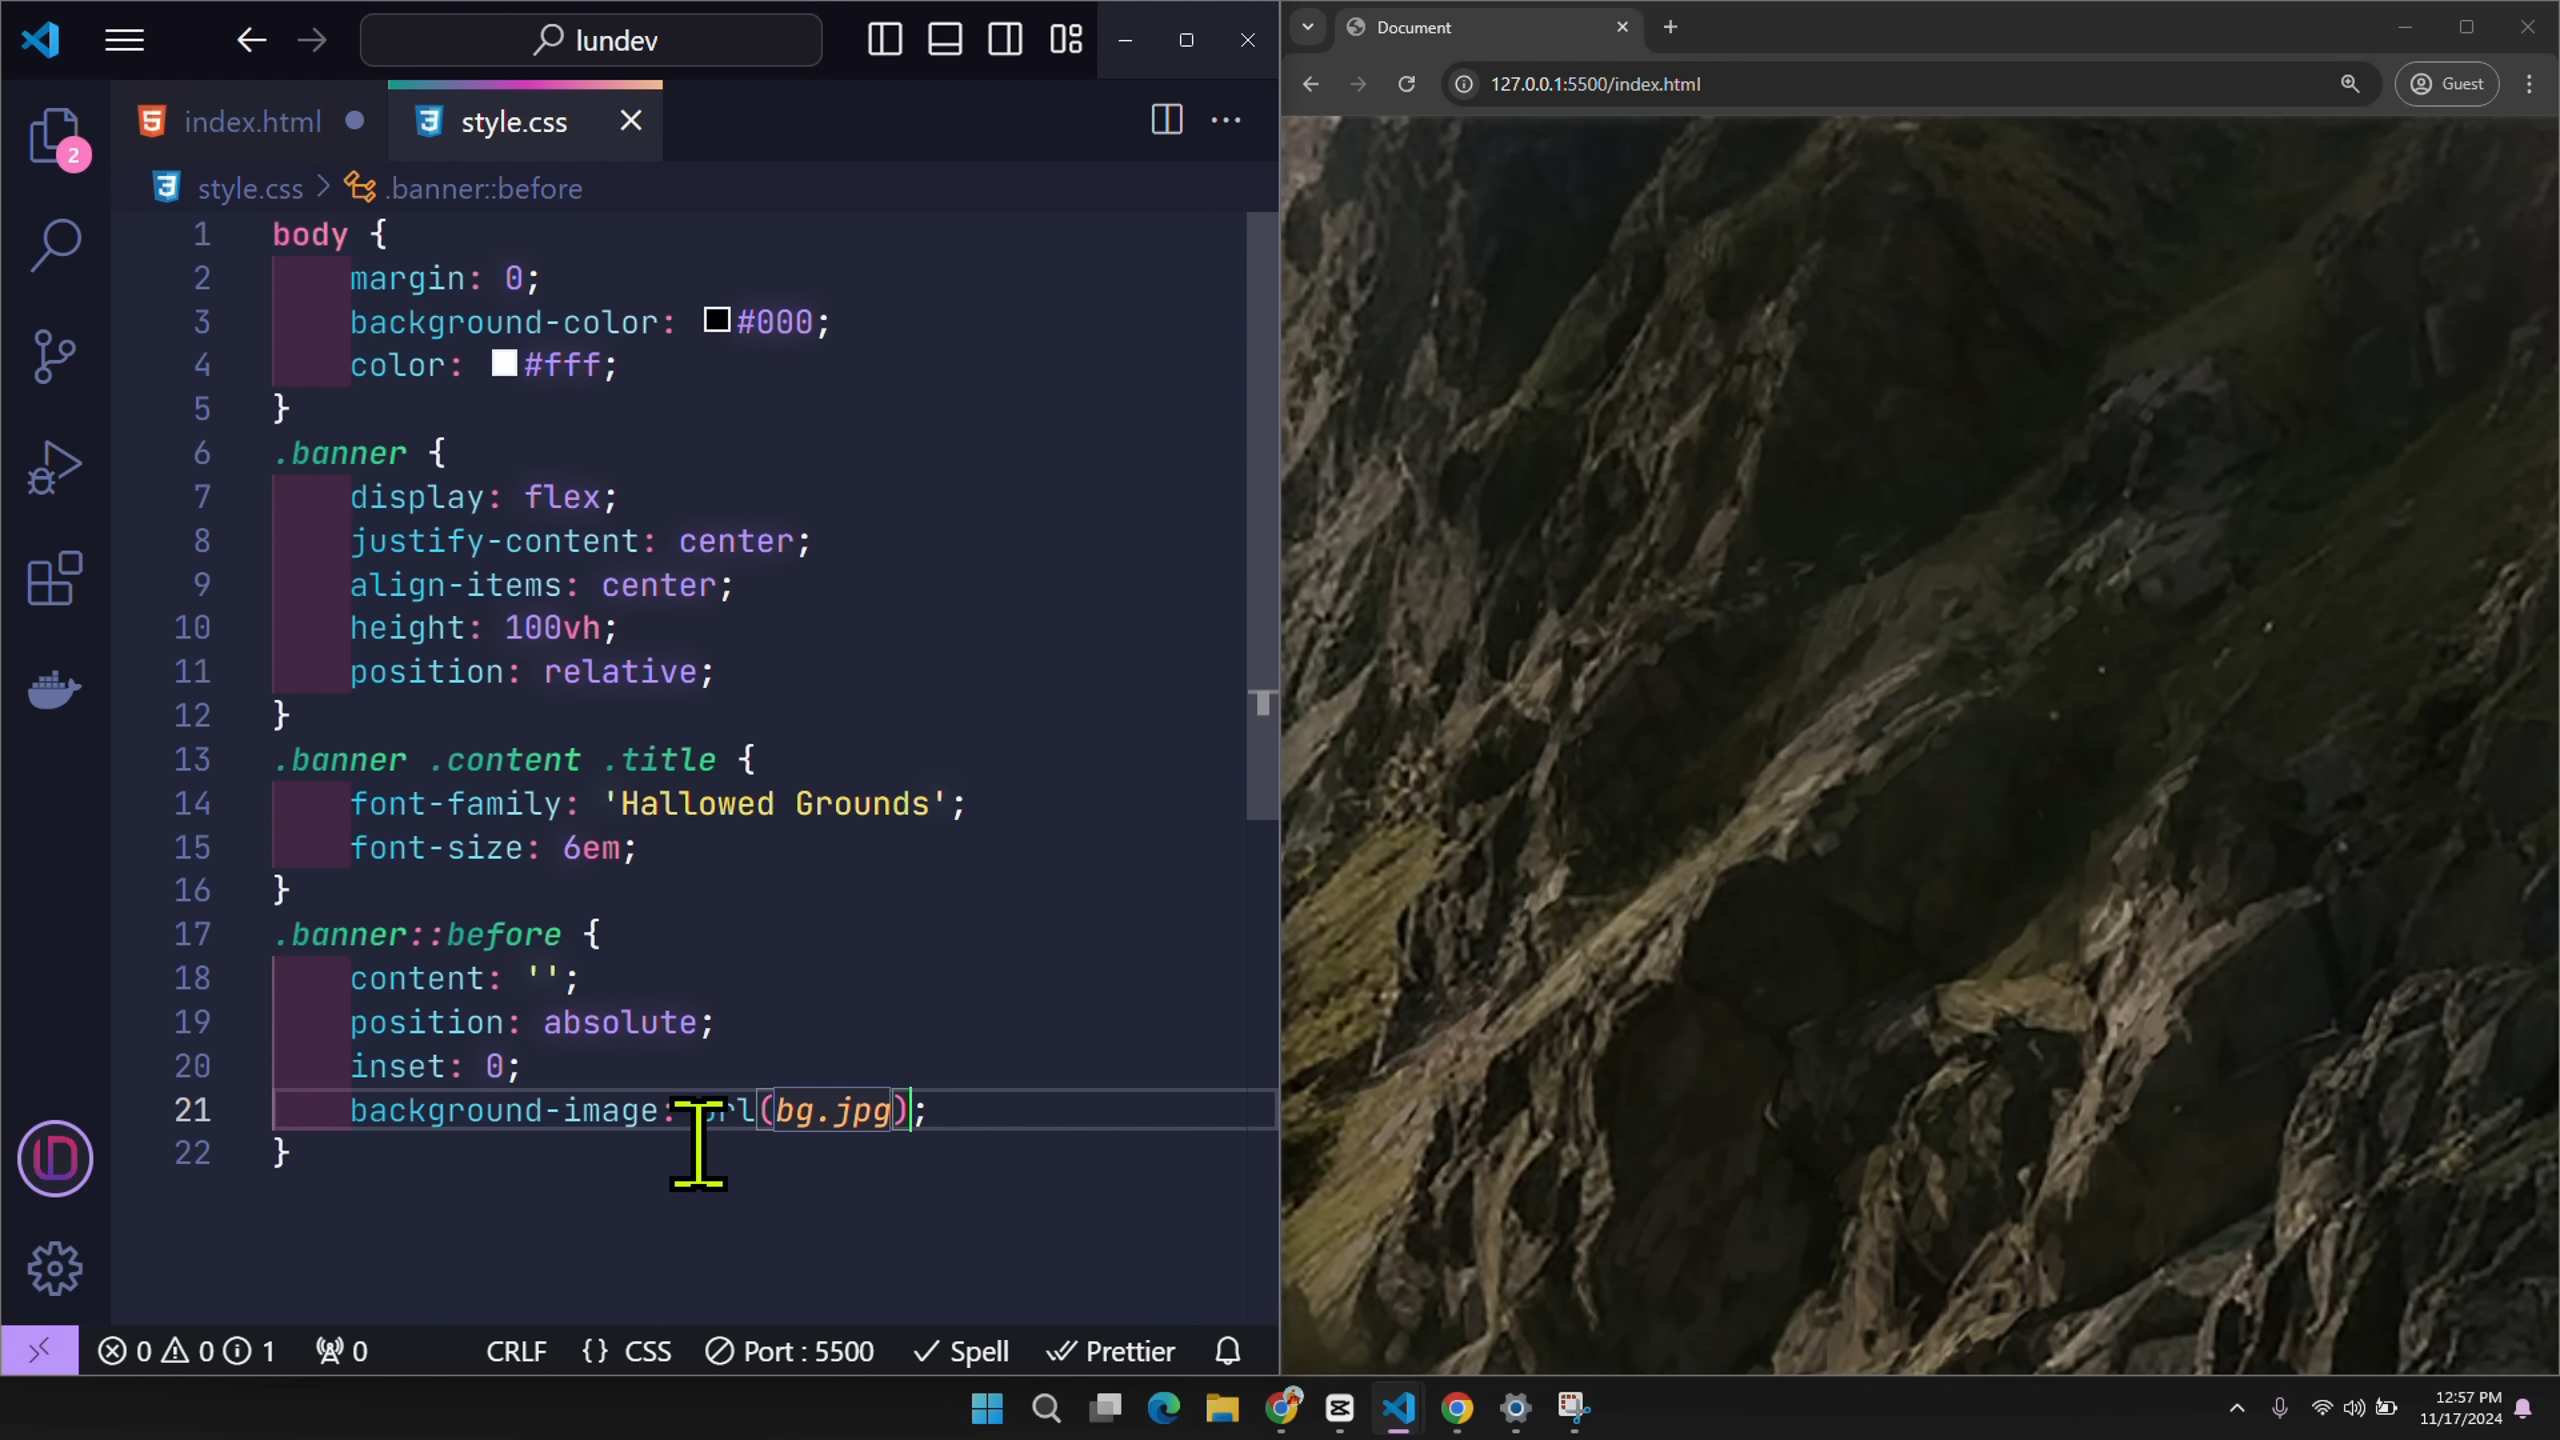 lundev
index.html
style.css
2
style.css > .banner::before
1 body {
2 margin: 0;
3 background-color: #000;
4 color: #fff;
5 }
6 .banner {
7 display: flex;
8 justify-content: center;
9 align-items: center;
10 height: 100vh;
11 position: relative;
12 }
13 .banner .content .title {
14 font-family: 'Hallowed Grounds';
15 font-size: 6em;
16 }
17 .banner::before {
18 content: '';
19 position: absolute;
20 inset: 0;
21 background-image: url(bg.jpg);
22 }
0 0 1 0 CRLF {} CSS Port : 5500 Spell Prettier
Document
127.0.0.1:5500/index.html
Guest
12:57 PM
11/17/2024